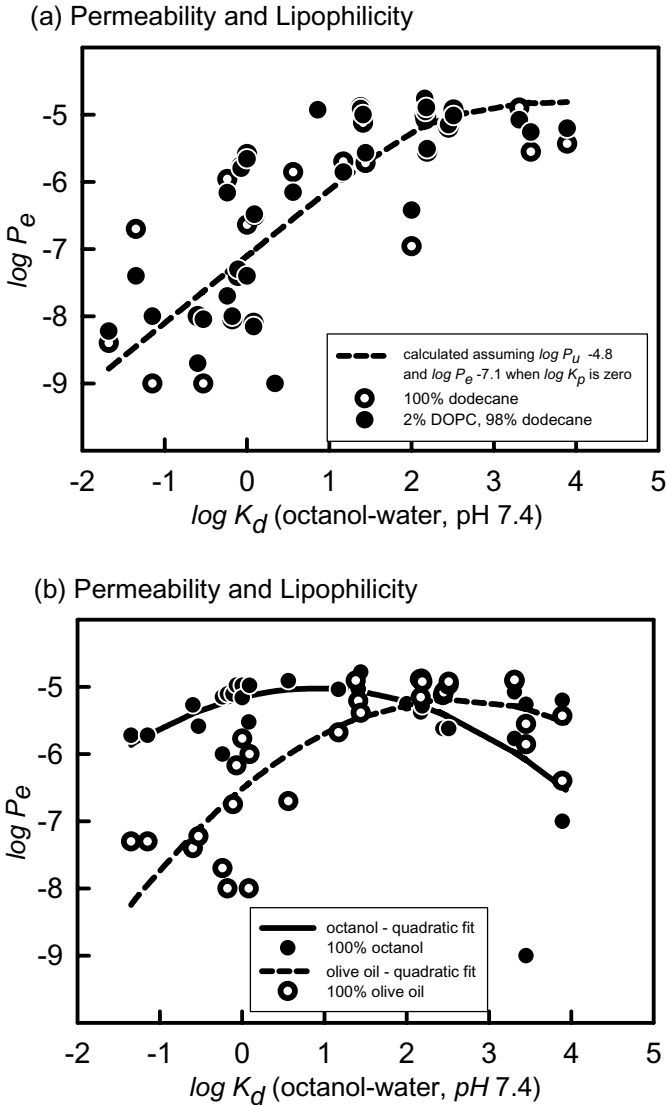 (a) Permeability and Lipophilicity
-5
-6
-7
-8
-9
log Pe
calculated assuming log Pu -4.8
and log Pe -7.1 when log Kp is zero
100% dodecane
2% DOPC, 98% dodecane
-2 -1 0 1 2 3 4 5
log Kd (octanol-water, pH 7.4)
(b) Permeability and Lipophilicity
-5
-6
-7
-8
-9
log Pe
octanol - quadratic fit
100% octanol
olive oil - quadratic fit
100% olive oil
-2 -1 0 1 2 3 4 5
log Kd (octanol-water, pH 7.4)